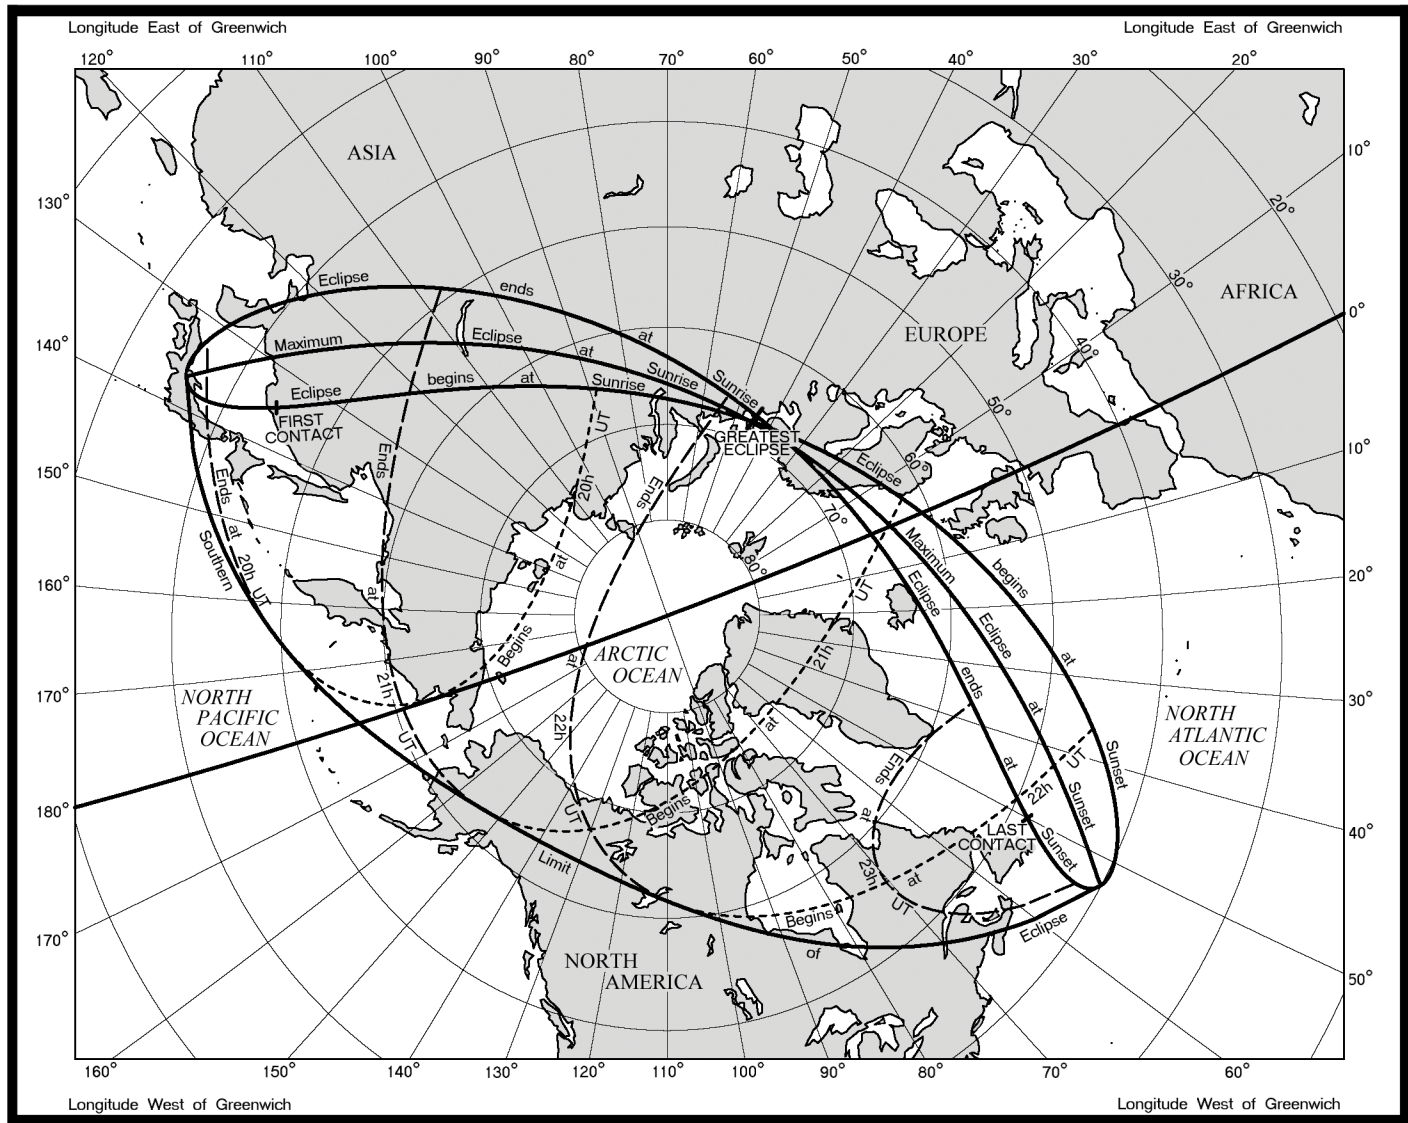 Longitude East of Greenwich
Longitude East of Greenwich
120°
110°
100°
90°
80°
70°
60°
50°
40°
30°
20°
10°
ASIA
130°
20°
30°
AFRICA
Eclipse
ends
at
Sunrise
0°
EUROPE
Maximum
Eclipse
at
Sunrise
140°
40°
Eclipse
begins
at
Sunrise
50°
FIRST
CONTACT
GREATEST
ECLIPSE
10°
60°
70°
80°
150°
Ends
at
20h
UT
Ends
at
21h
UT
Begins
at
20h
UT
Ends
at
22h
UT
Eclipse
begins
at
Sunset
Maximum
Eclipse
at
Sunset
Eclipse
ends
at
Sunset
160°
20°
Begins
at
21h
UT
ARCTIC
OCEAN
170°
NORTH
PACIFIC
OCEAN
30°
NORTH
ATLANTIC
OCEAN
Ends
at
23h
UT
Begins
at
22h
UT
180°
LAST
CONTACT
40°
Southern
Limit
of
Eclipse
170°
NORTH
AMERICA
50°
160°
150°
140°
130°
120°
110°
100°
90°
80°
70°
60°
Longitude West of Greenwich
Longitude West of Greenwich